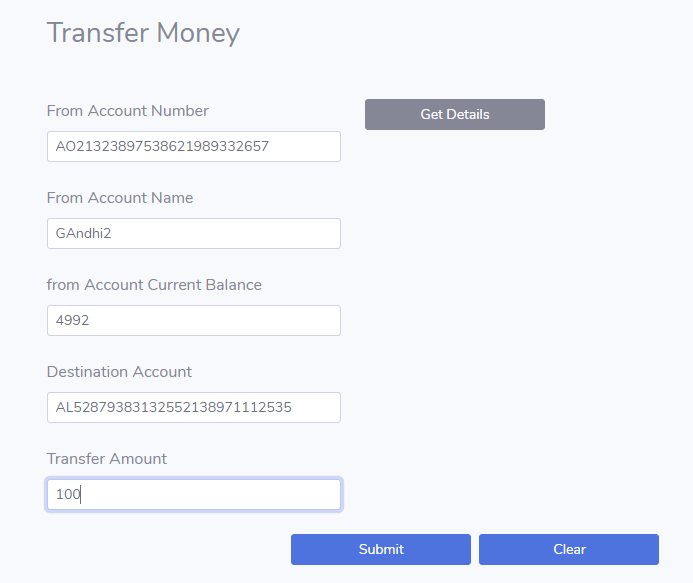 Transfer Money
From Account Number
Get Details
AO21323897538621989332657
From Account Name
GAndhi2
from Account Current Balance
4992
Destination Account
AL52879383132552138971112535
Transfer Amount
100
Submit
Clear